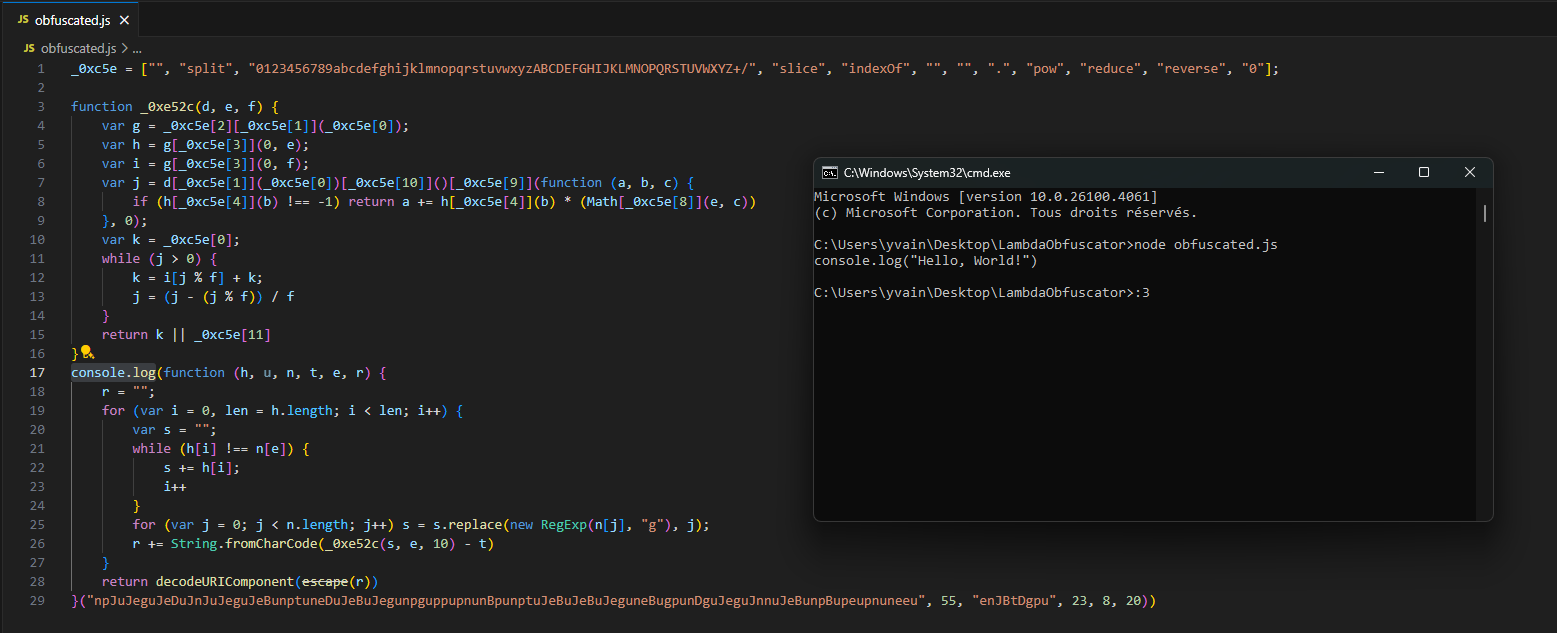 JS obfuscated.js ×
JS obfuscated.js > ...
1 _0xc5e = ["", "split", "0123456789abcdefghijklmnopqrstuvwxyzABCDEFGHIJKLMNOPQRSTUVWXYZ+/", "slice", "indexOf", "", "", ".", "pow", "reduce", "reverse", "0"];
2
3 function _0xe52c(d, e, f) {
4 var g = _0xc5e[2][_0xc5e[1]](_0xc5e[0]);
5 var h = g[_0xc5e[3]](0, e);
6 var i = g[_0xc5e[3]](0, f);
7 var j = d[_0xc5e[1]](_0xc5e[0])[_0xc5e[10]]()[_0xc5e[9]](function (a, b, c) {
8 if (h[_0xc5e[4]](b) !== -1) return a += h[_0xc5e[4]](b) * (Math[_0xc5e[8]](e, c))
9 }, 0);
10 var k = _0xc5e[0];
11 while (j > 0) {
12 k = i[j % f] + k;
13 j = (j - (j % f)) / f
14 }
15 return k || _0xc5e[11]
16 }
17 console.log(function (h, u, n, t, e, r) {
18 r = "";
19 for (var i = 0, len = h.length; i < len; i++) {
20 var s = "";
21 while (h[i] !== n[e]) {
22 s += h[i];
23 i++
24 }
25 for (var j = 0; j < n.length; j++) s = s.replace(new RegExp(n[j], "g"), j);
26 r += String.fromCharCode(_0xe52c(s, e, 10) - t)
27 }
28 return decodeURIComponent(escape(r))
29 }("npJuJeguJeDuJnJuJeguJeBunptuneDuJeBuJegunpguppupnunBpunptuJeBuJeBuJeguneBugpunDguJeguJnnuJeBunpBupeupnuneeu", 55, "enJBtDgpu", 23, 8, 20))
C:\Windows\System32\cmd.exe
Microsoft Windows [version 10.0.26100.4061]
(c) Microsoft Corporation. Tous droits réservés.
C:\Users\yvain\Desktop\LambdaObfuscator>node obfuscated.js
console.log("Hello, World!")
C:\Users\yvain\Desktop\LambdaObfuscator>:3